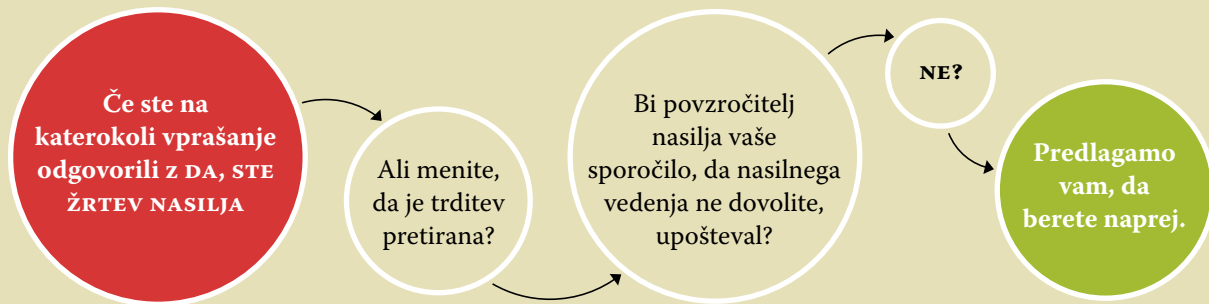 Če ste na
katerokoli vprašanje
odgovorili z DA, STE
ŽRTEV NASILJA
Ali menite,
da je trditev
pretirana?
Bi povzročitelj
nasilja vaše
sporočilo, da nasilnega
vedenja ne dovolite,
upošteval?
NE?
Predlagamo
vam, da
berete naprej.